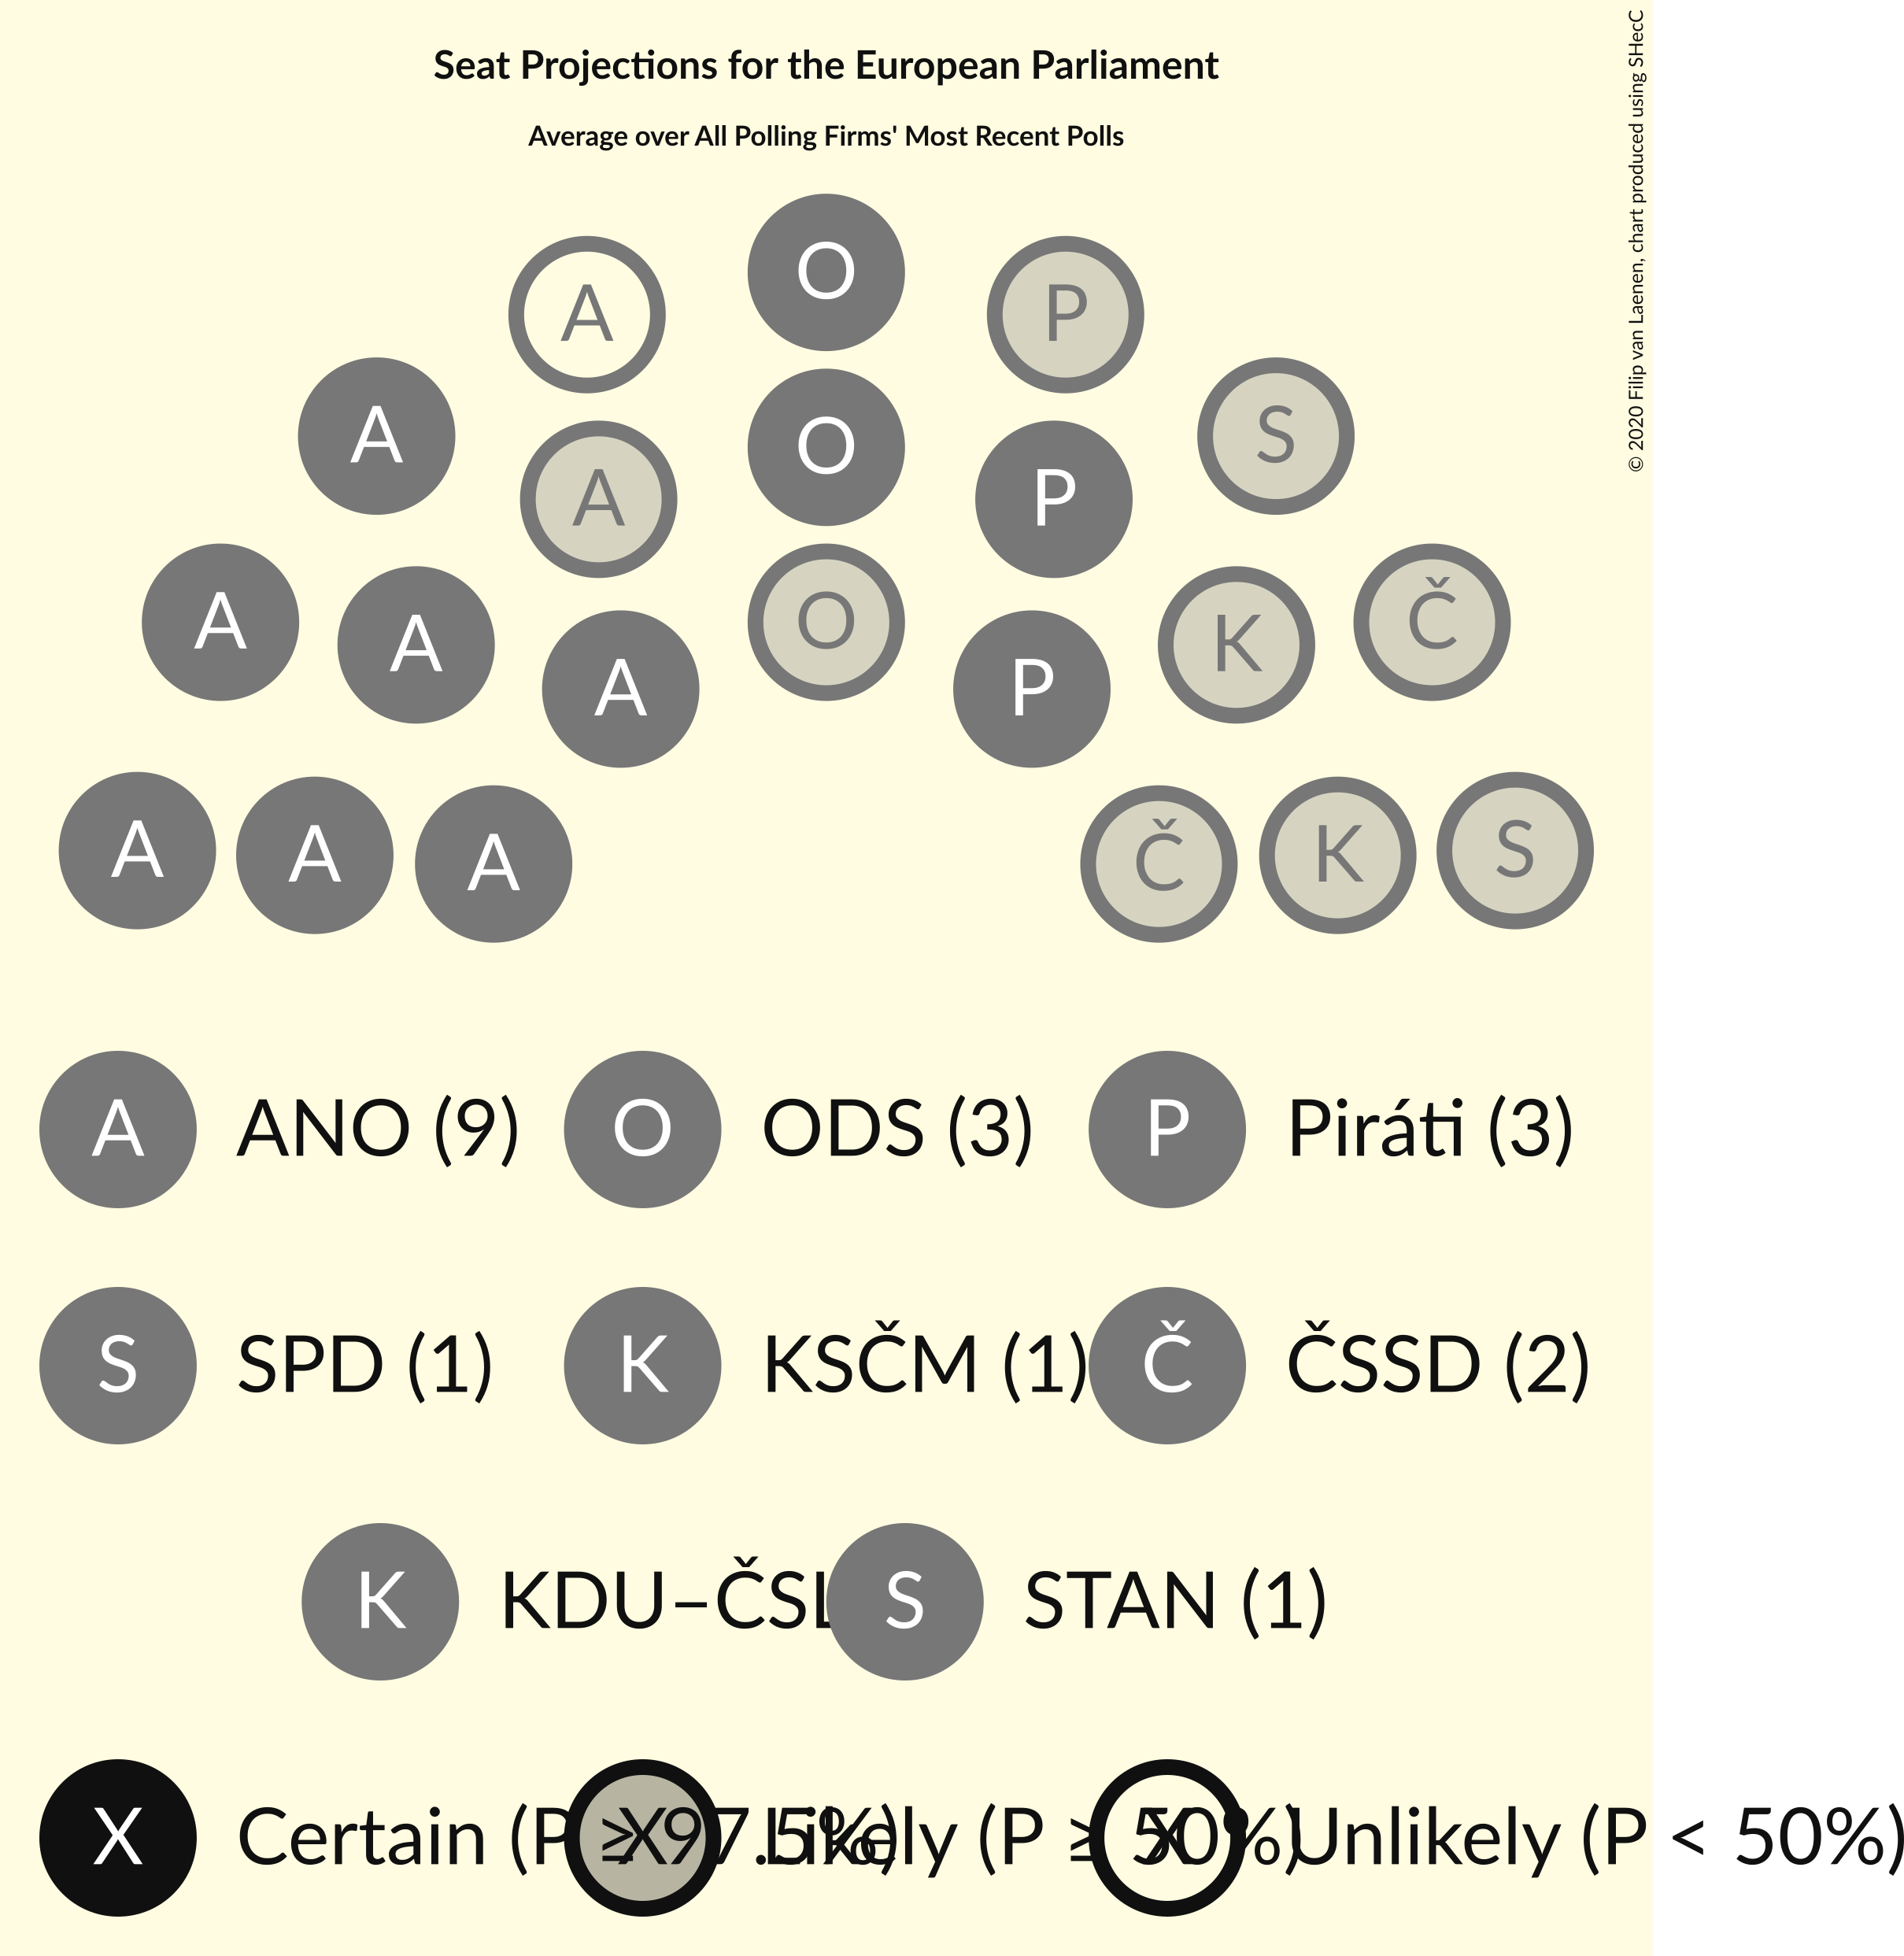 Seat Projections for the European Parliament
Average over All Polling Firms' Most Recent Polls
© 2020 Filip van Laenen, chart produced using SHecC
O
A P
A S
O
A P
A O Č
A K
A P
A Č S
A K
A ANO (9) O ODS (3) P Piráti (3)
S SPD (1) K KSČM (1) Č ČSSD (2)
K KDU–ČSL S STAN (1)
X Certain (P ≥ 97.5%) X Likely (P ≥ 50%) X Unlikely (P < 50%)